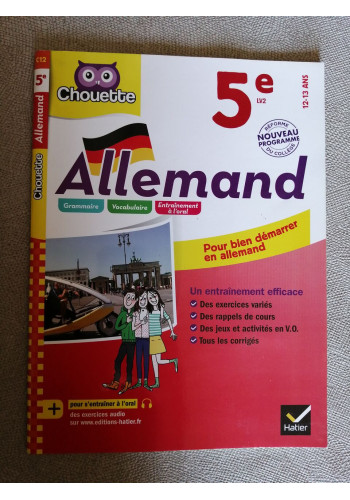 C12
5e
Allemand
Chouette
Chouette
5e
LV2
12-13 ANS
RÉFORME
NOUVEAU
PROGRAMME
DU COLLÈGE
Allemand
Grammaire
Vocabulaire
Entraînement
à l'oral
Pour bien démarrer
en allemand
Un entraînement efficace
Des exercices variés
Des rappels de cours
Des jeux et activités en V.O.
Tous les corrigés
+ pour s'entraîner à l'oral
des exercices audio
sur www.editions-hatier.fr
Hatier